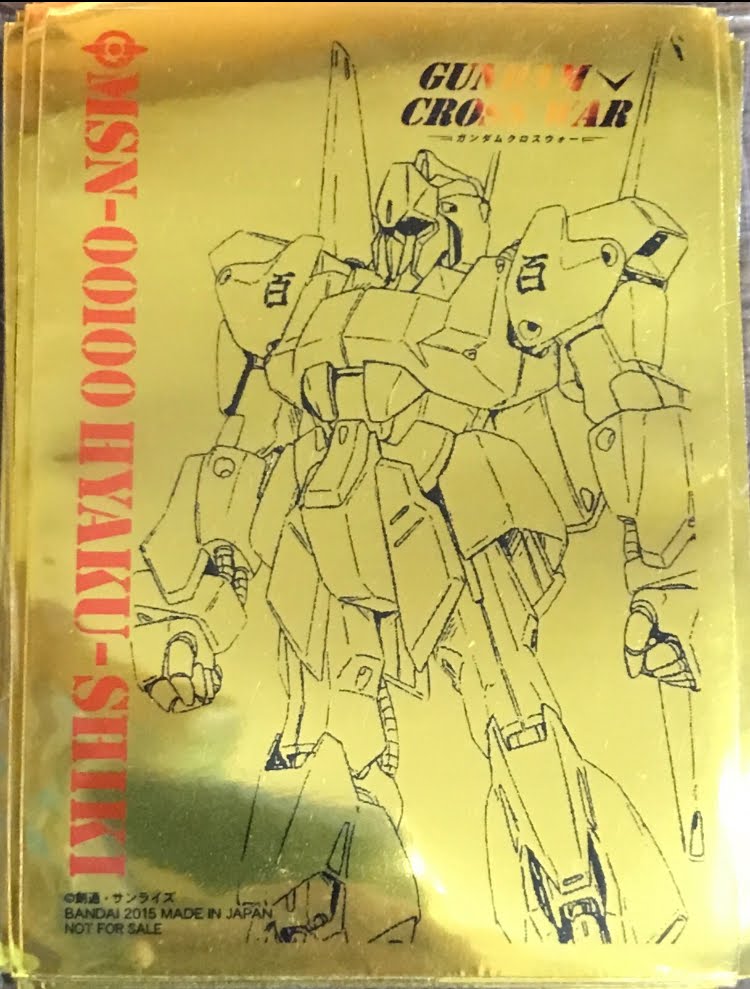 MSN-00100 HYAKU-SHIKI
GUNDAM
CROSS WAR
ガンダムクロスウォー
百
百
©創通・サンライズ
BANDAI 2015 MADE IN JAPAN
NOT FOR SALE